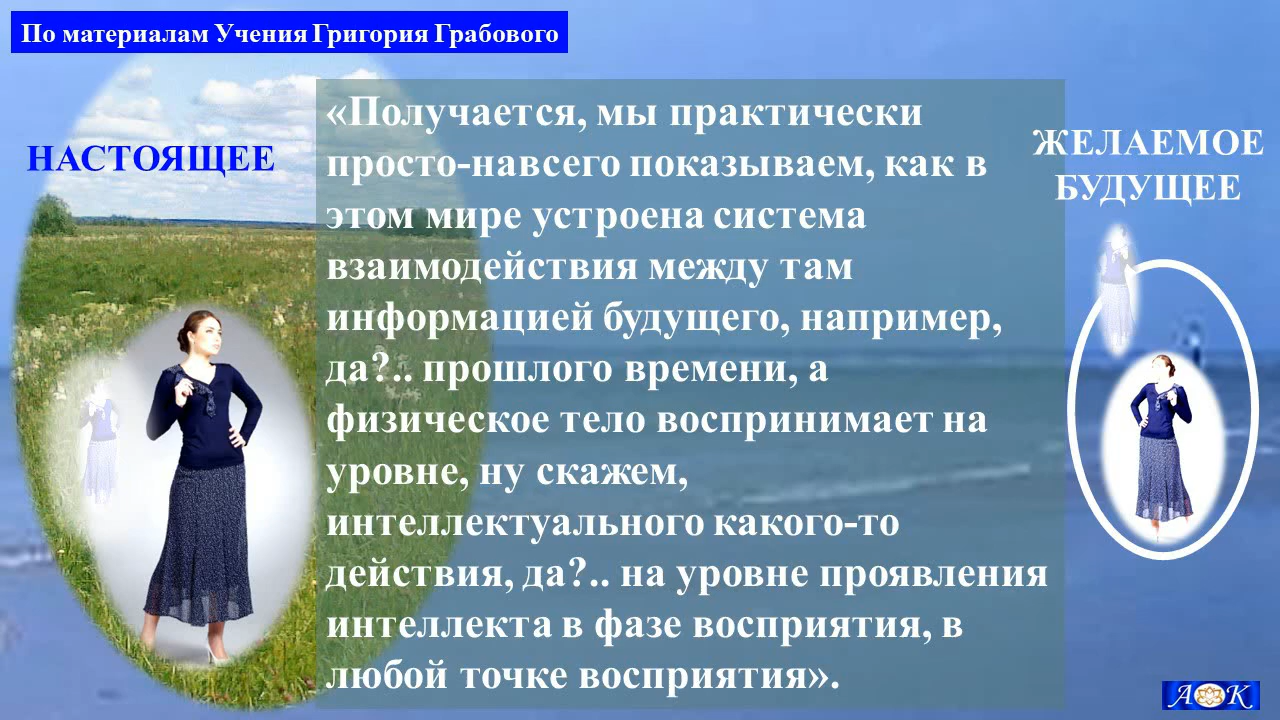 По материалам Учения Григория Грабового
НАСТОЯЩЕЕ
«Получается, мы практически
просто-навсего показываем, как в
этом мире устроена система
взаимодействия между там
информацией будущего, например,
да?.. прошлого времени, а
физическое тело воспринимает на
уровне, ну скажем,
интеллектуального какого-то
действия, да?.. на уровне проявления
интеллекта в фазе восприятия, в
любой точке восприятия».
ЖЕЛАЕМОЕ
БУДУЩЕЕ
А К